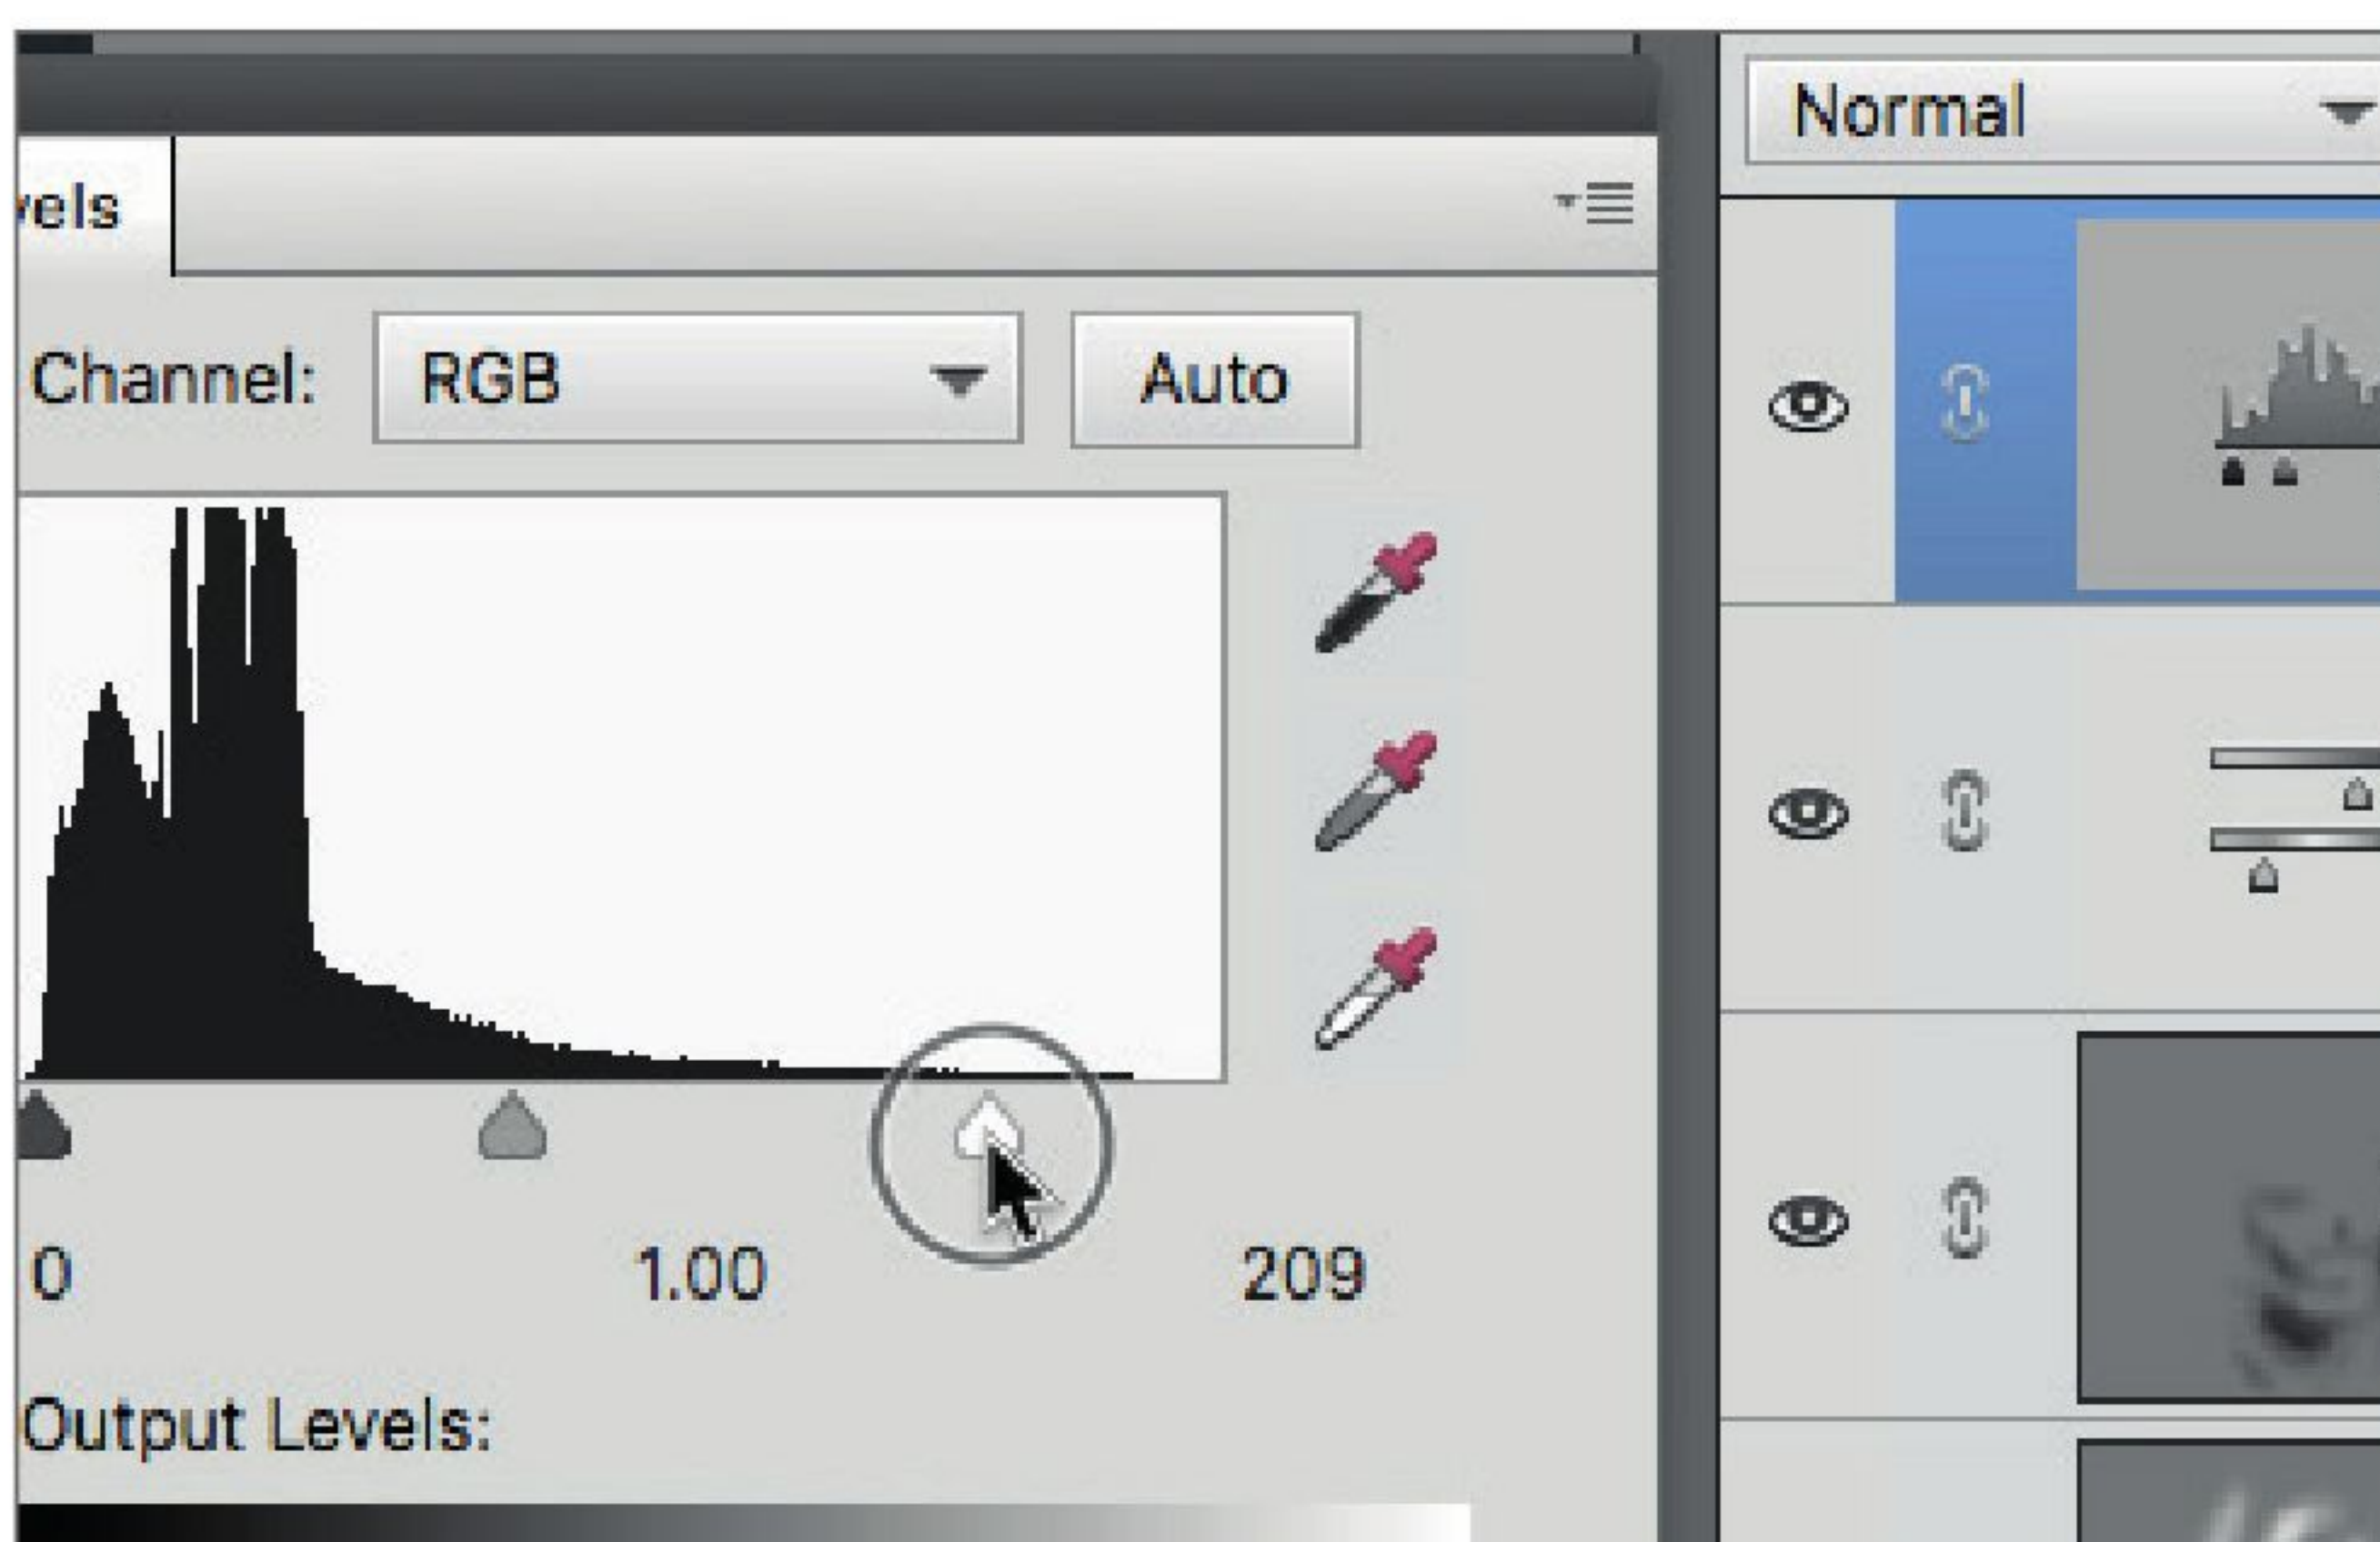 Normal
vels
Channel: RGB Auto
0 1.00 209
Output Levels: